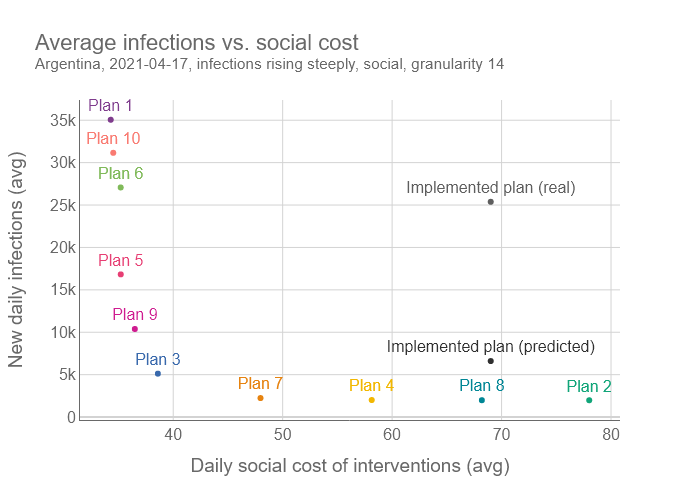 Average infections vs. social cost
Argentina, 2021-04-17, infections rising steeply, social, granularity 14
Plan 1
35k
Plan 10
30k
Plan 6
Implemented plan (real)
25k
20k
Plan 5
15k
Plan 9
10k
Implemented plan (predicted)
Plan 3
5k
Plan 7
Plan 4
Plan 8
Plan 2
0
40
50
60
70
80
New daily infections (avg)
Daily social cost of interventions (avg)